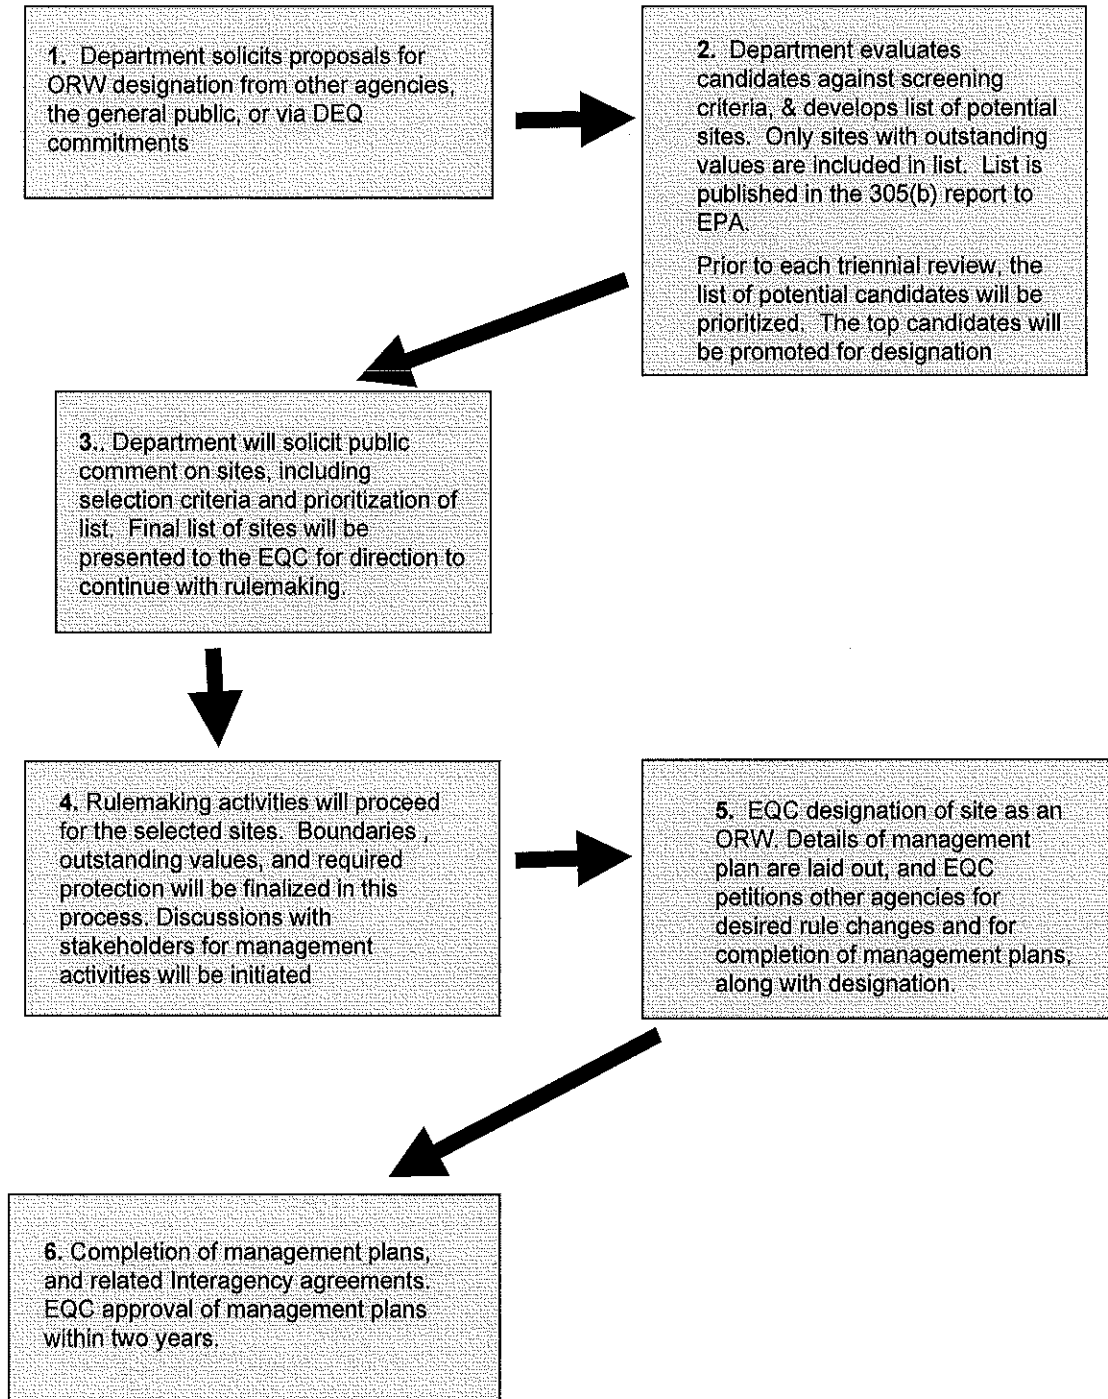 1. Department solicits proposals for
ORW designation from other agencies,
the general public, or via DEQ
commitments
2. Department evaluates
candidates against screening
criteria, & develops list of potential
sites. Only sites with outstanding
values are included in list. List is
published in the 305(b) report to
EPA.
Prior to each triennial review, the
list of potential candidates will be
prioritized. The top candidates will
be promoted for designation
3.. Department will solicit public
comment on sites, including
selection criteria and prioritization of
list. Final list of sites will be
presented to the EQC for direction to
continue with rulemaking
4. Rulemaking activities will proceed
for the selected sites. Boundaries ,
outstanding values, and required
protection will be finalized in this
process. Discussions with
stakeholders for management
activities will be initiated
5. EQC designation of site as an
ORW. Details of management
plan are laid out, and EQC
petitions other agencies for
desired rule changes and for
completion of management plans,
along with designation.
6. Completion of management plans,
and related Interagency agreements.
EQC approval of management plans
within two years.